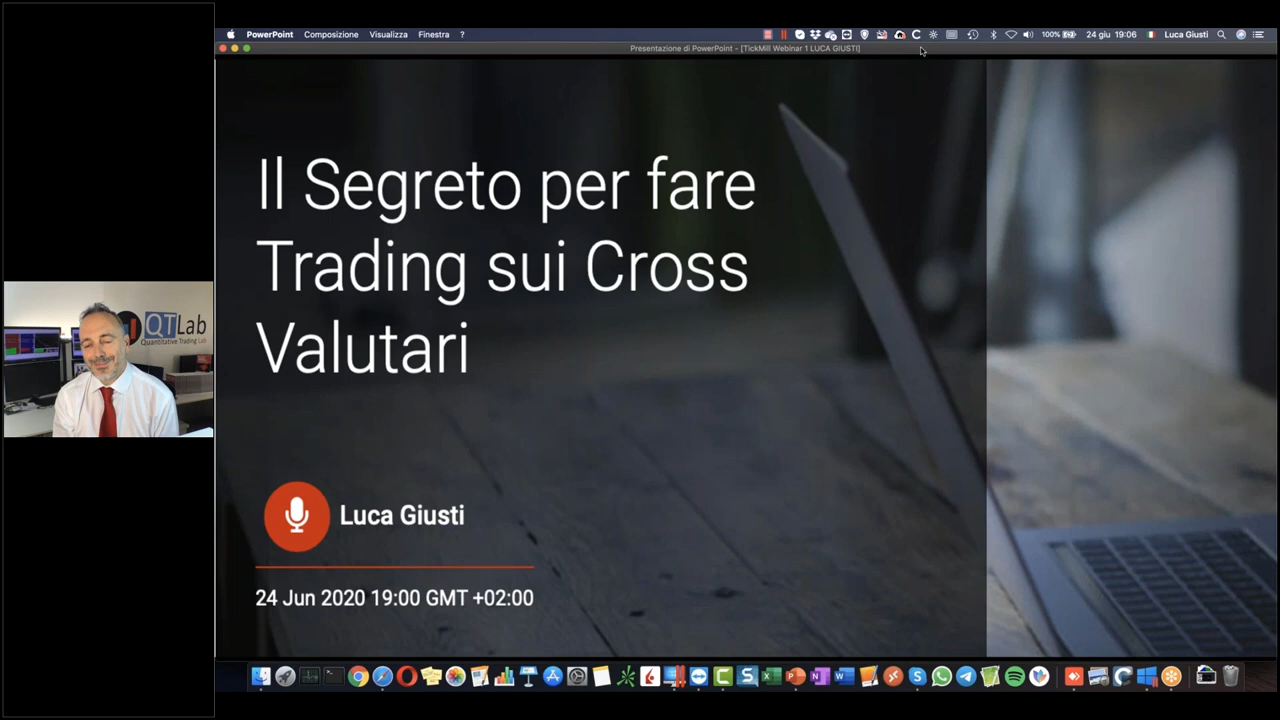 PowerPoint Composizione Visualizza Finestra ? 100% 24 giu 19:06 Luca Giusti
Presentazione di PowerPoint - [TickMill Webinar 1 LUCA GIUSTI]
Il Segreto per fare
Trading sui Cross
Valutari
QTLab
Quantitative Trading Lab
Luca Giusti
24 Jun 2020 19:00 GMT +02:00